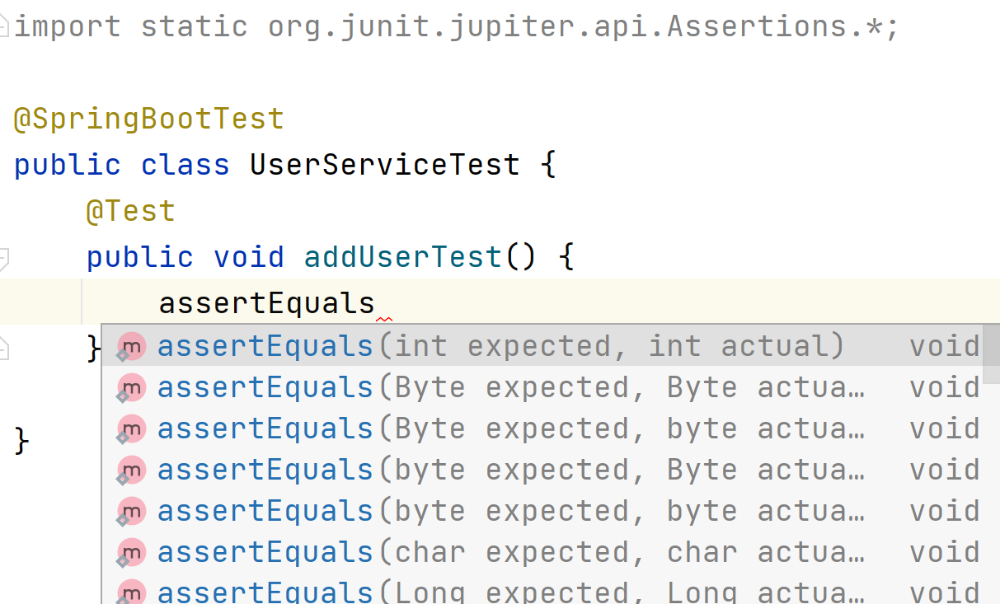 import static org.junit.jupiter.api.Assertions.*;
@SpringBootTest
public class UserServiceTest {
@Test
public void addUserTest() {
assertEquals
}
m assertEquals(int expected, int actual) void
m assertEquals(Byte expected, Byte actua… void
m assertEquals(Byte expected, byte actua… void
m assertEquals(byte expected, Byte actua… void
m assertEquals(byte expected, byte actua… void
m assertEquals(char expected, char actua… void
m assertEquals(Long expected, Long actua… void
}